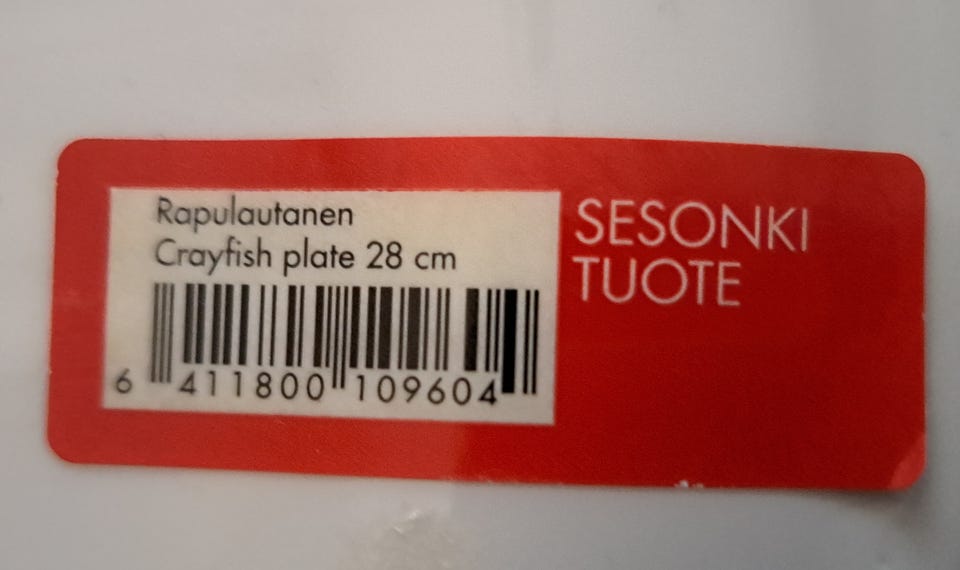 Rapulautanen
Crayfish plate 28 cm
6 411800 109604
SESONKI
TUOTE